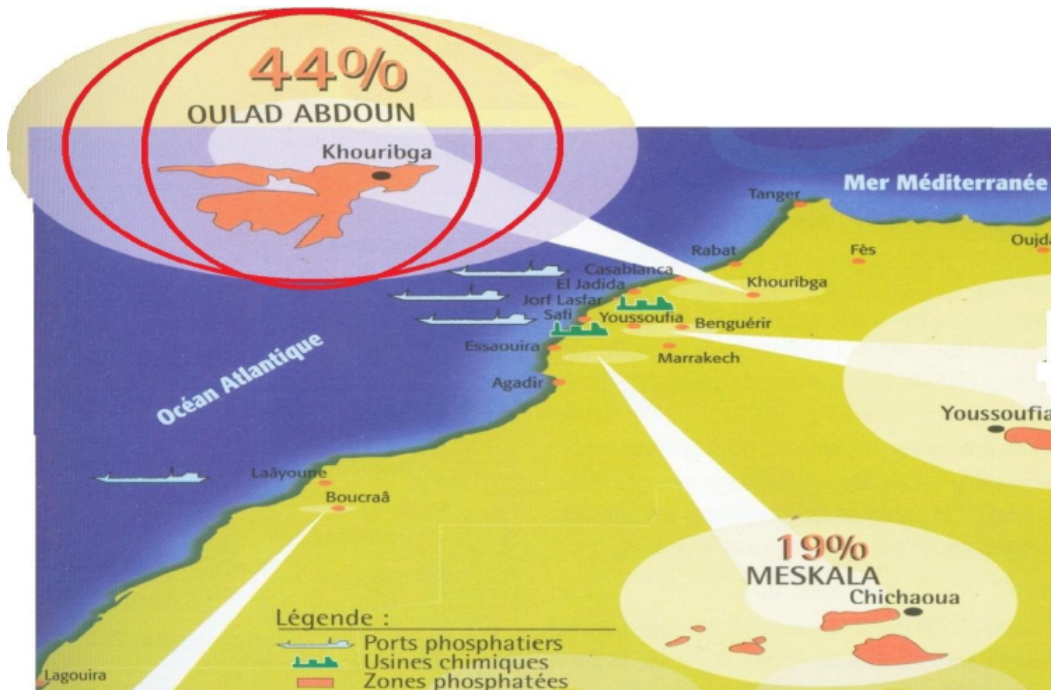 44%
OULAD ABDOUN
Khouribga
Mer Méditerranée
Tanger
Rabat
Fès
Oujda
Casablanca
El Jadida
Khouribga
Jorf Lasfar
Safi
Youssoufia
Benguérir
Essaouira
Marrakech
Agadir
Océan Atlantique
Youssoufia
Laâyoune
Boucraâ
19%
MESKALA
Chichaoua
Légende :
Ports phosphatiers
Usines chimiques
Zones phosphatées
Lagouira